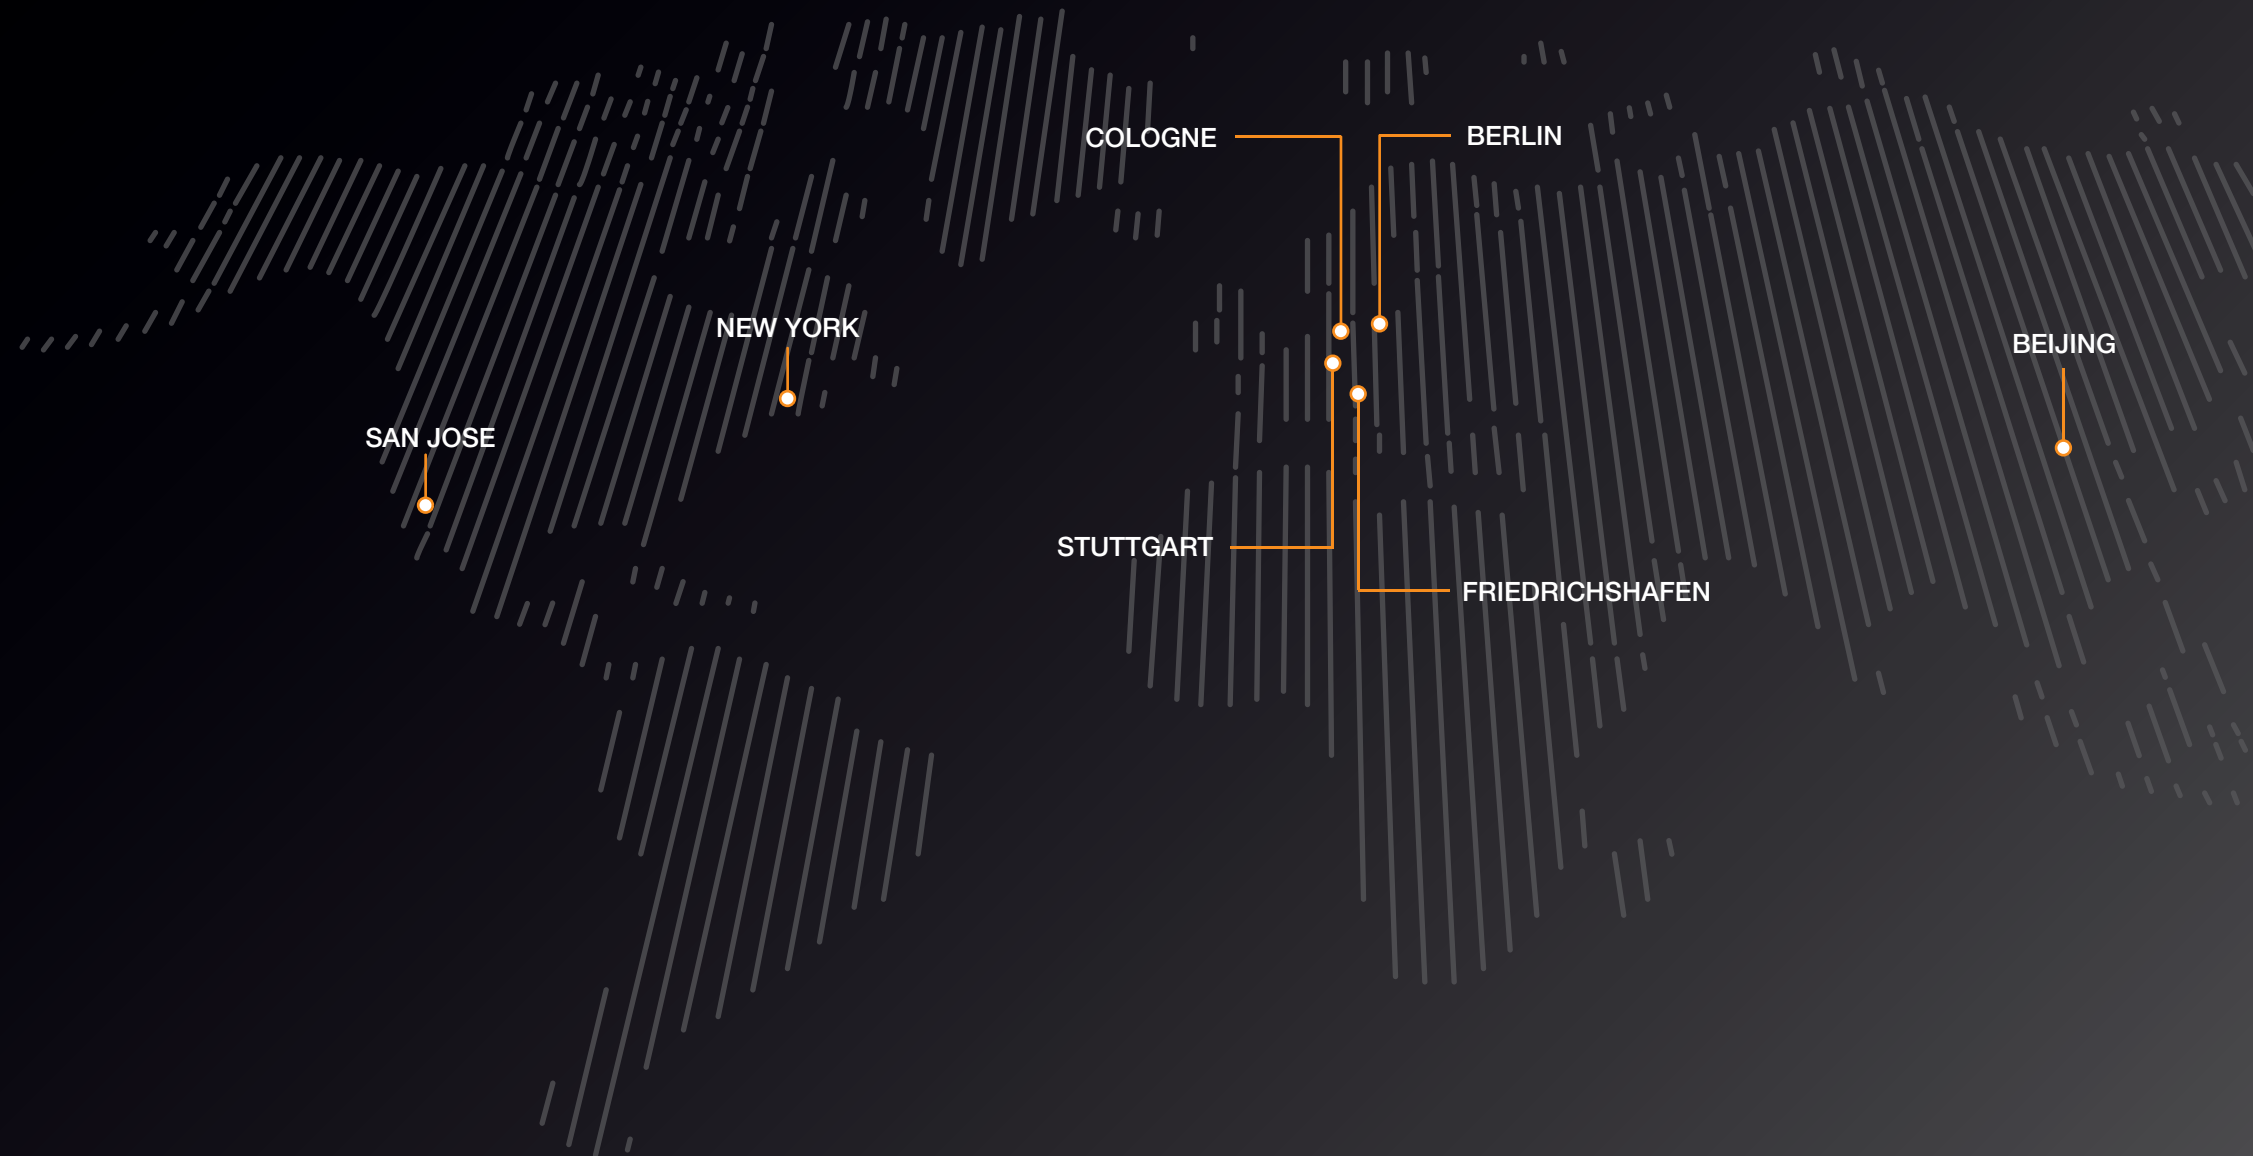 COLOGNE
BERLIN
NEW YORK
BEIJING
SAN JOSE
STUTTGART
FRIEDRICHSHAFEN